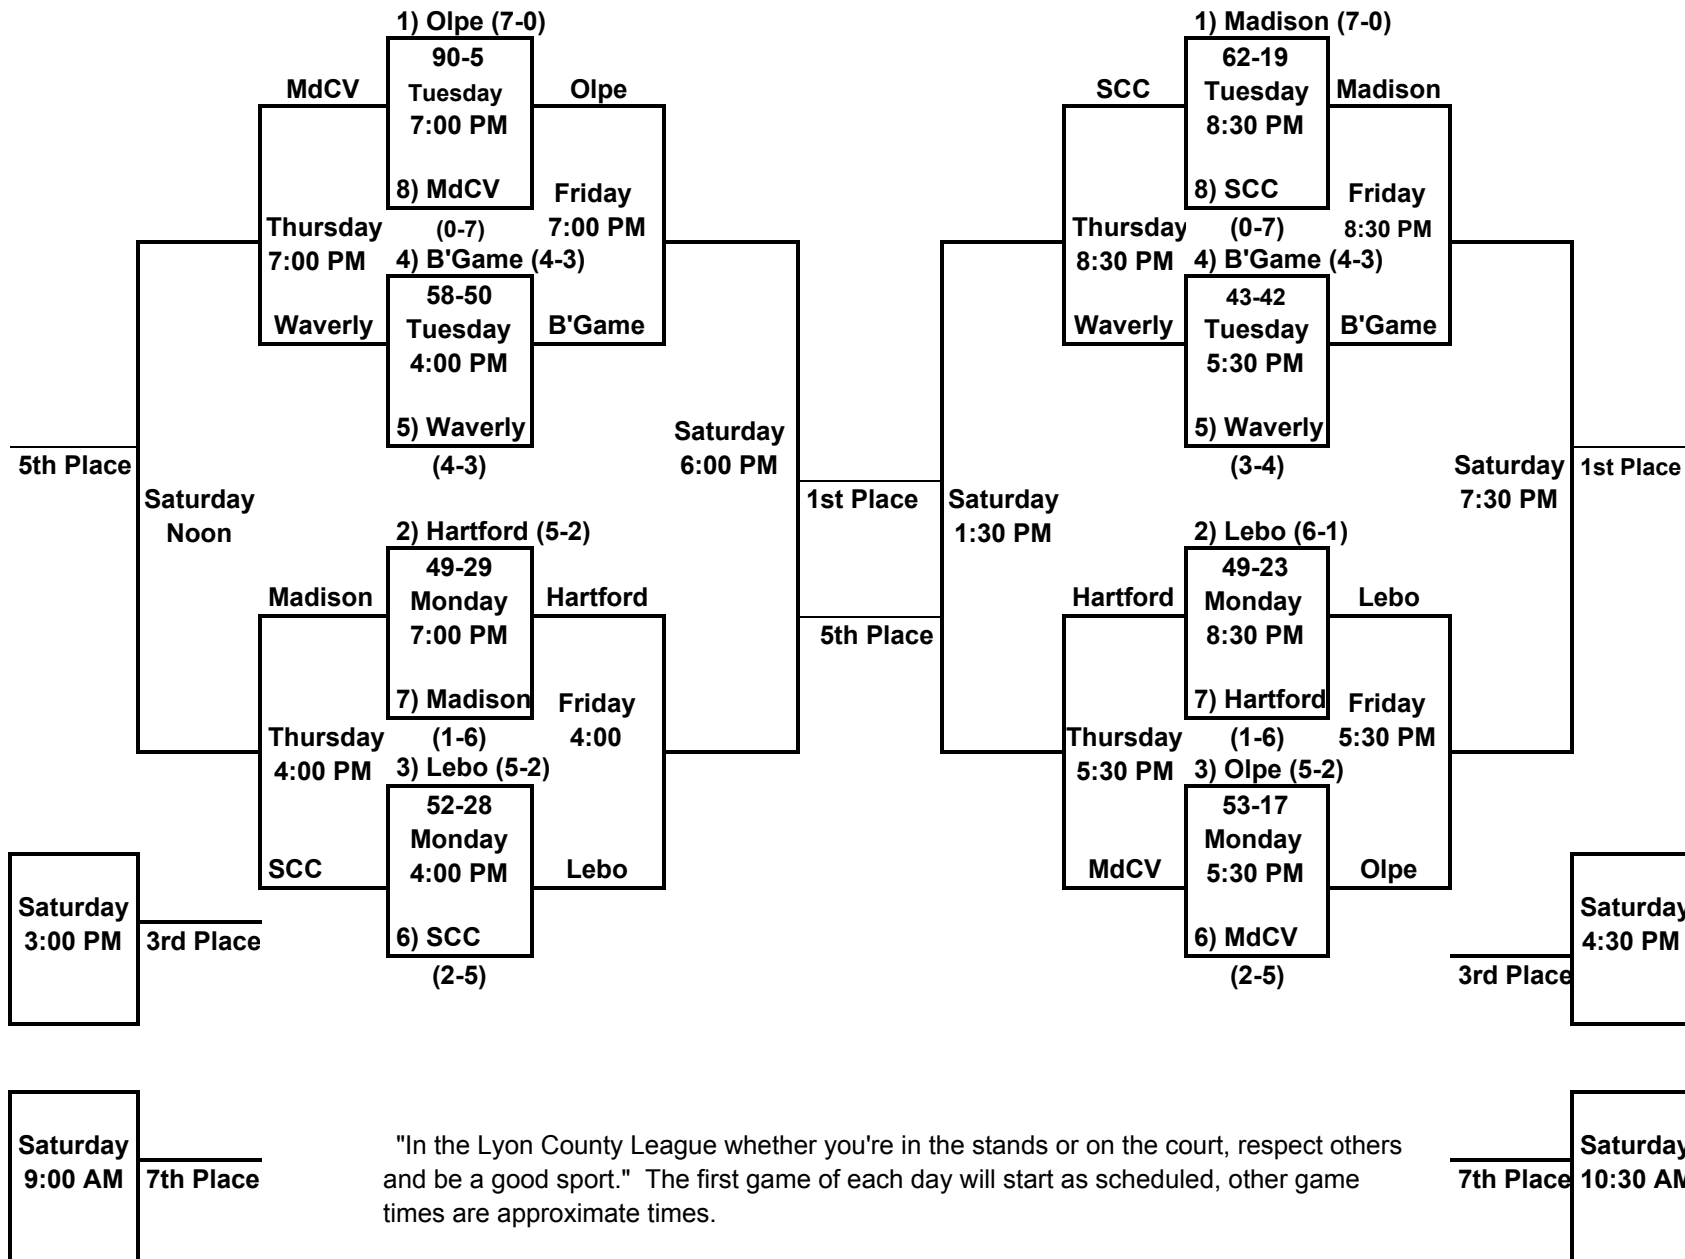 1) Olpe (7-0)
90-5
MdCV
Tuesday
Olpe
7:00 PM
8) MdCV
Friday
Thursday
(0-7)
7:00 PM
7:00 PM
4) B'Game (4-3)
58-50
Waverly
Tuesday
B'Game
4:00 PM
5) Waverly
(4-3)
Saturday
6:00 PM
5th Place
Saturday
Noon
1st Place
2) Hartford (5-2)
49-29
Madison
Monday
Hartford
7:00 PM
5th Place
7) Madison
Friday
Thursday
(1-6)
4:00
4:00 PM
3) Lebo (5-2)
52-28
Monday
SCC
4:00 PM
Lebo
6) SCC
(2-5)
Saturday
3:00 PM
3rd Place
1) Madison (7-0)
62-19
SCC
Tuesday
Madison
8:30 PM
8) SCC
Friday
Thursday
(0-7)
8:30 PM
8:30 PM
4) B'Game (4-3)
43-42
Waverly
Tuesday
B'Game
5:30 PM
5) Waverly
(3-4)
Saturday
7:30 PM
1st Place
Saturday
1:30 PM
2) Lebo (6-1)
49-23
Hartford
Monday
Lebo
8:30 PM
7) Hartford
Friday
Thursday
(1-6)
5:30 PM
5:30 PM
3) Olpe (5-2)
53-17
Monday
MdCV
5:30 PM
Olpe
6) MdCV
(2-5)
Saturday
4:30 PM
3rd Place
Saturday
9:00 AM
7th Place
"In the Lyon County League whether you're in the stands or on the court, respect others
and be a good sport."  The first game of each day will start as scheduled, other game
times are approximate times.
Saturday
7th Place
10:30 AM